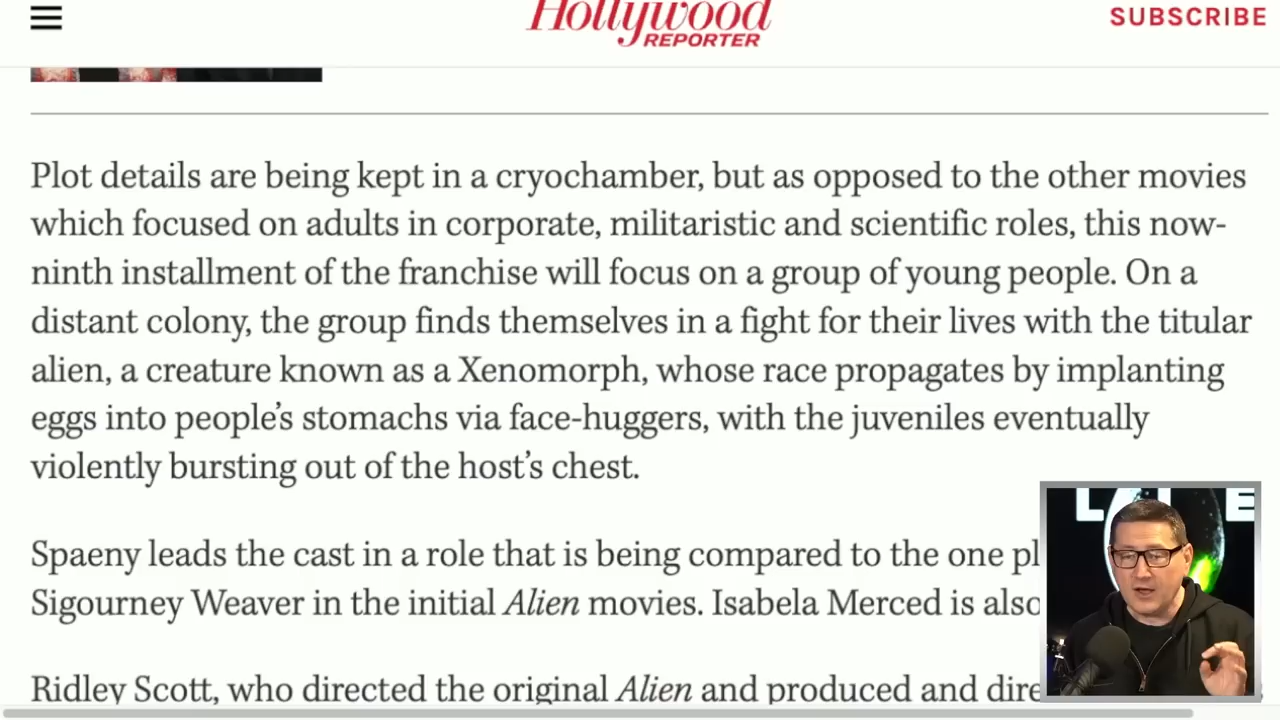 Hollywood
REPORTER
SUBSCRIBE
Plot details are being kept in a cryochamber, but as opposed to the other movies
which focused on adults in corporate, militaristic and scientific roles, this now-
ninth installment of the franchise will focus on a group of young people. On a
distant colony, the group finds themselves in a fight for their lives with the titular
alien, a creature known as a Xenomorph, whose race propagates by implanting
eggs into people's stomachs via face-huggers, with the juveniles eventually
violently bursting out of the host's chest.
Spaeny leads the cast in a role that is being compared to the one pl
Sigourney Weaver in the initial Alien movies. Isabela Merced is also
Ridley Scott, who directed the original Alien and produced and dire
L E